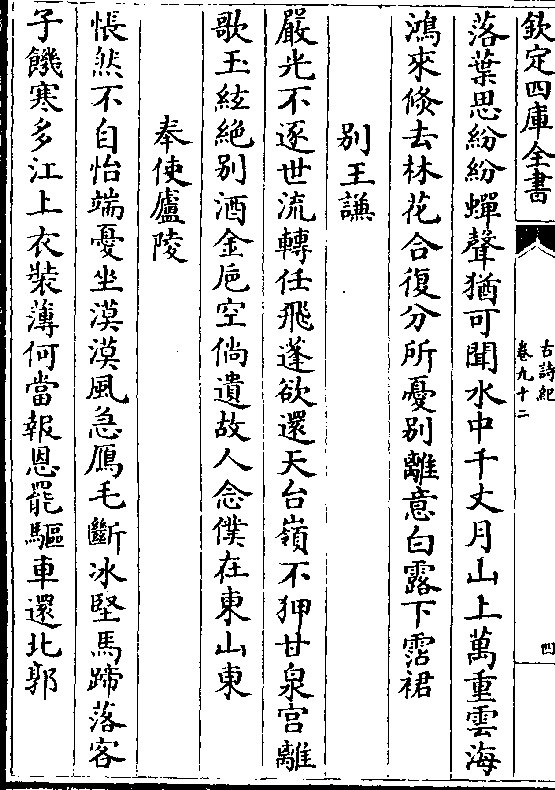 欽定四庫全書
古詩紀
卷九十二
四
落葉思紛紛蟬聲猶可聞水中千丈月山上萬重雲海
鴻來倐去林花合復分所憂别離意白露下霑裙
别王謙
嚴光不逐世流轉任飛蓬欲還天台嶺不狎甘泉宫離
歌玉絃絶别酒金巵空倘遺故人念僕在東山東
奉使廬陵
悵然不自怡端憂坐漠漠風急鴈毛斷冰堅馬蹄落客
子饑寒多江上衣裝薄何當報恩罷驅車還北郭